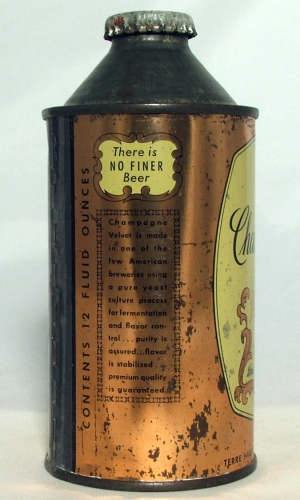 There is
NO FINER
Beer
CONTENTS 12 FLUID OUNCES
Champagne
Velvet is made
in one of the
few American
breweries using
a pure yeast
culture process
for fermentation
and flavor con-
trol . . . purity is
assured...flavor
is stabilized . .
premium quality
is guaranteed.
TERRE HA